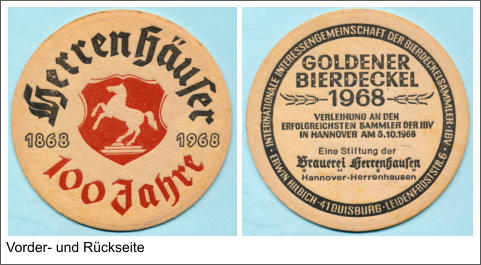 Herrenhäuser
1868 1968
100 Jahre
INTERNATIONALE INTERESSENGEMEINSCHAFT DER BIERDECKELSAMMLER-IBV
GOLDENER
BIERDECKEL
1968
VERLEIHUNG AN DEN
ERFOLGREICHSTEN SAMMLER DER IBV
IN HANNOVER AM 5.10.1968
Eine Stiftung der
Brauerei Herrenhausen
Hannover-Herrenhausen
ERWIN HILBICH · 41 DUISBURG · LEIDENFROSTSTR. 6 ·
Vorder- und Rückseite